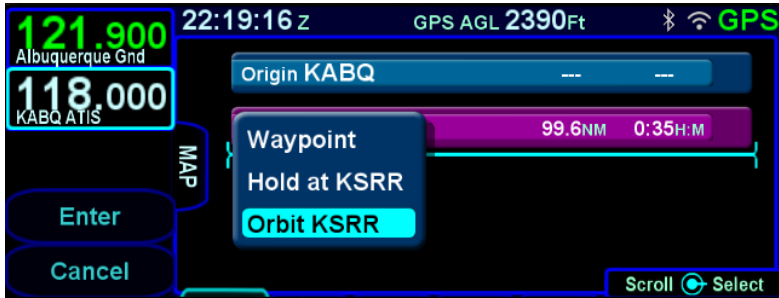 121.900
Albuquerque Gnd
118.000
KABQ ATIS
22:19:16 Z GPS AGL 2390Ft GPS
Origin KABQ --- ---
99.6NM 0:35H:M
MAP
Waypoint
Hold at KSRR
Orbit KSRR
Enter
Cancel
Scroll Select